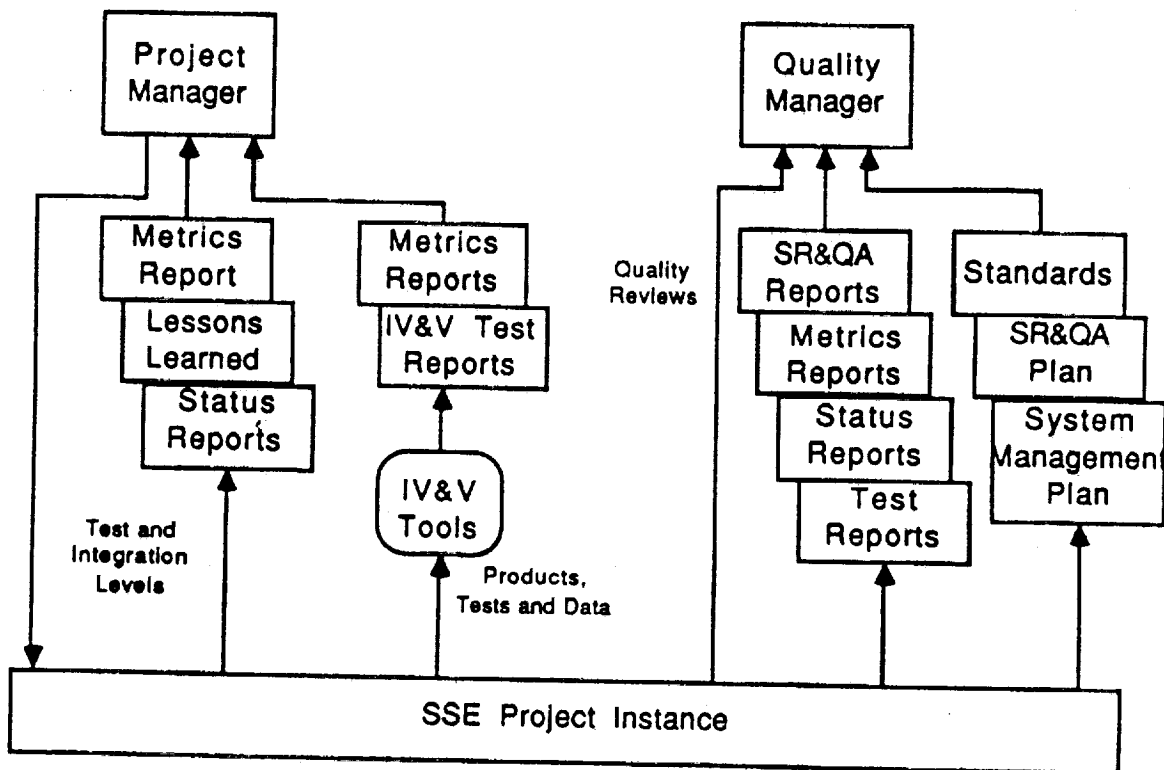 Project
Manager
Quality
Manager
Metrics
Report
Lessons
Learned
Status
Reports
Metrics
Reports
IV&V Test
Reports
IV&V
Tools
Test and
Integration
Levels
Products,
Tests and Data
Quality
Reviews
SR&QA
Reports
Metrics
Reports
Status
Reports
Test
Reports
Standards
SR&QA
Plan
System
Management
Plan
SSE Project Instance